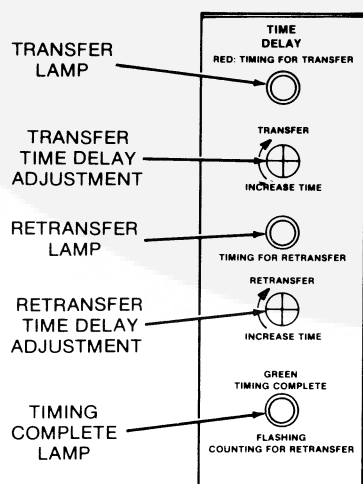 TIME
DELAY
RED: TIMING FOR TRANSFER
TRANSFER
LAMP
TRANSFER
INCREASE TIME
TRANSFER
TIME DELAY
ADJUSTMENT
RETRANSFER
LAMP
TIMING FOR RETRANSFER
RETRANSFER
INCREASE TIME
RETRANSFER
TIME DELAY
ADJUSTMENT
GREEN
TIMING COMPLETE
FLASHING
COUNTING FOR RETRANSFER
TIMING
COMPLETE
LAMP